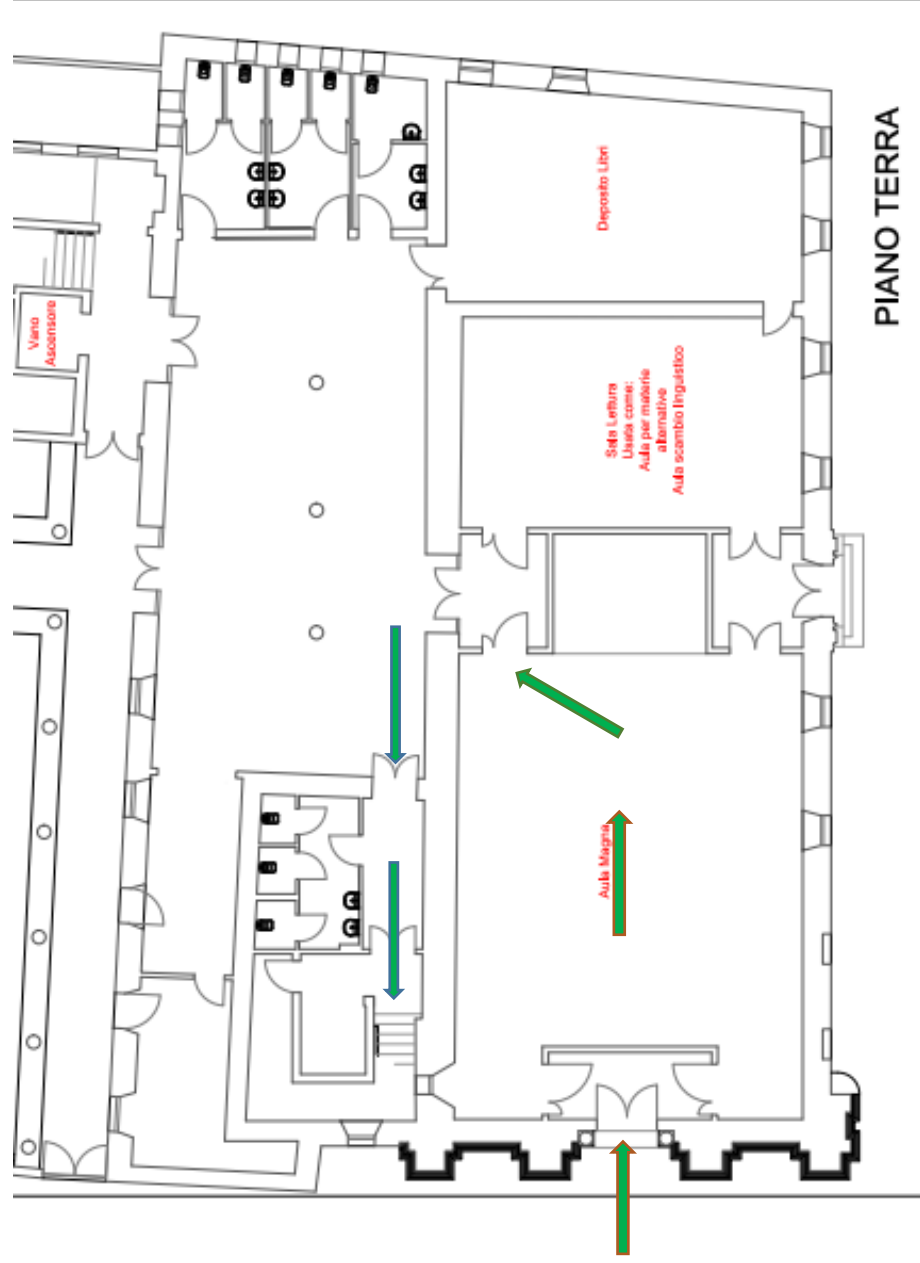 PIANO TERRA
Deposito Libri
Vano
Ascensore
Sala Lettura
Usata come:
Aula per materie
alternative
Aula scambio linguistico
Aula Magna